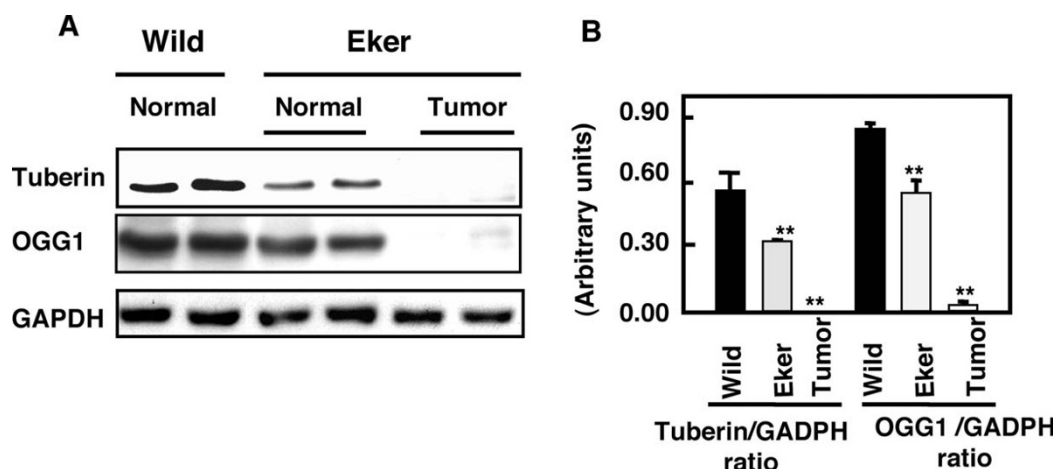 A
Wild Eker
Normal Normal Tumor
Tuberin
OGG1
GAPDH
B
(Arbitrary units)
0.90
0.60
0.30
0.00
**
**
**
**
Wild
Eker
Tumor
Wild
Eker
Tumor
Tuberin/GADPH
ratio
OGG1 /GADPH
ratio